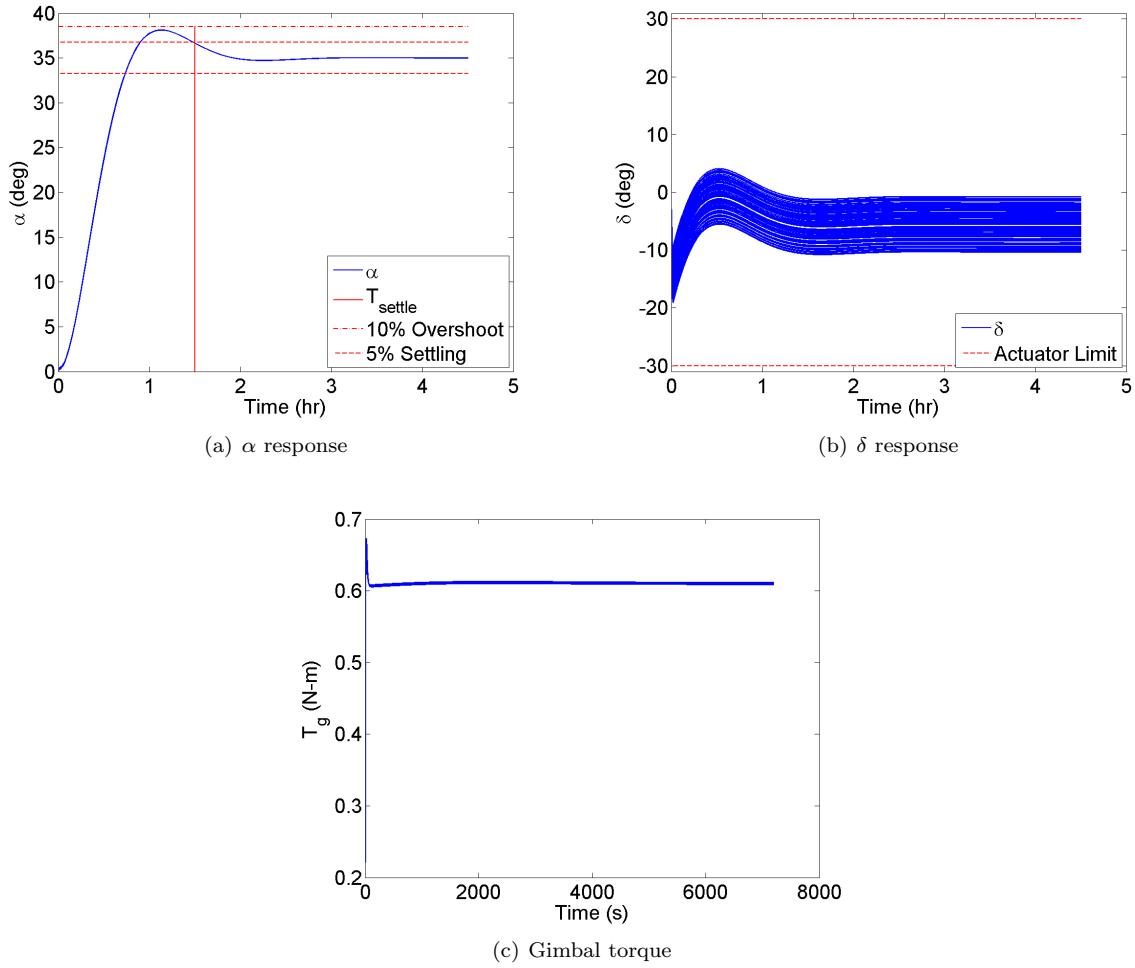 40
35
30
25
20
15
10
5
0
α (deg)
0 1 2 3 4 5
Time (hr)
α
T_settle
10% Overshoot
5% Settling
(a) α response
30
20
10
0
-10
-20
-30
δ (deg)
0 1 2 3 4 5
Time (hr)
δ
Actuator Limit
(b) δ response
0.7
0.6
0.5
0.4
0.3
0.2
T_g (N-m)
0 2000 4000 6000 8000
Time (s)
(c) Gimbal torque